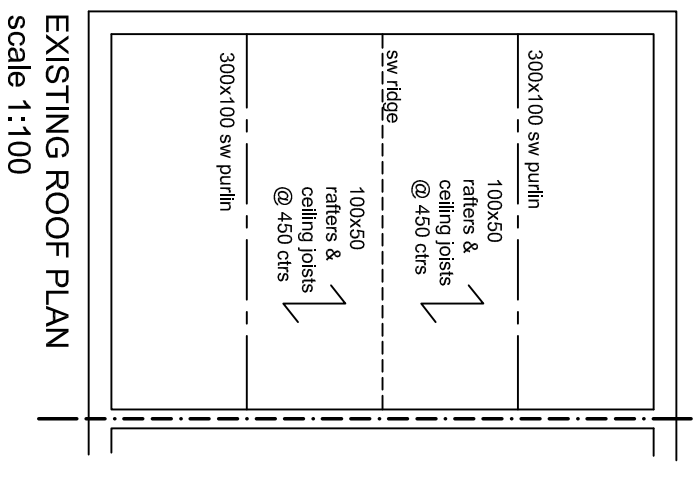 300x100 sw purlin
100x50
rafters &
ceiling joists
@ 450 ctrs
sw ridge
100x50
rafters &
ceiling joists
@ 450 ctrs
300x100 sw purlin
EXISTING ROOF PLAN
scale 1:100